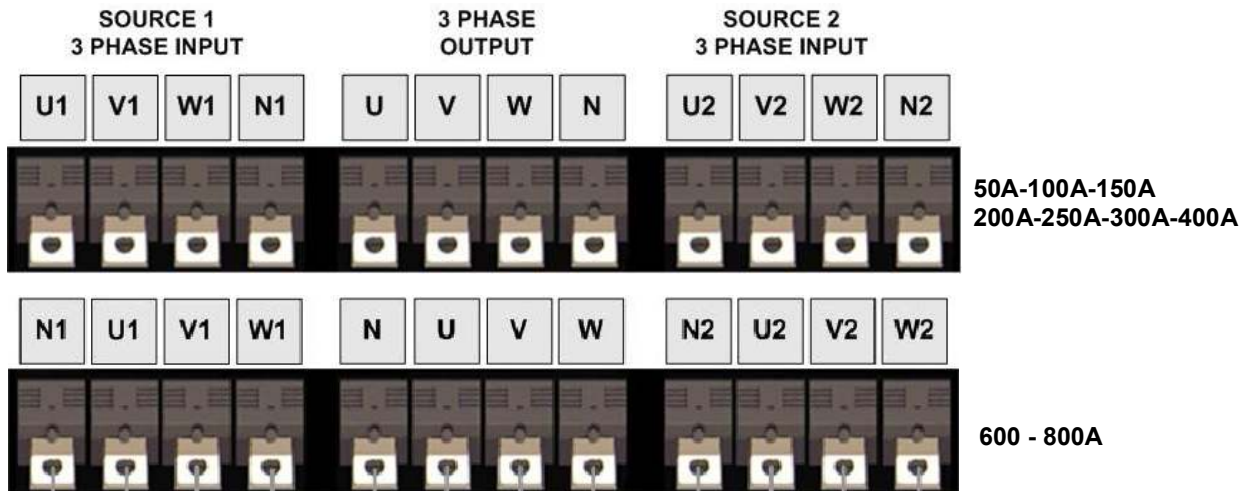 SOURCE 1
3 PHASE INPUT
3 PHASE
OUTPUT
SOURCE 2
3 PHASE INPUT
U1 V1 W1 N1 U V W N U2 V2 W2 N2
50A-100A-150A
200A-250A-300A-400A
N1 U1 V1 W1 N U V W N2 U2 V2 W2
600 - 800A